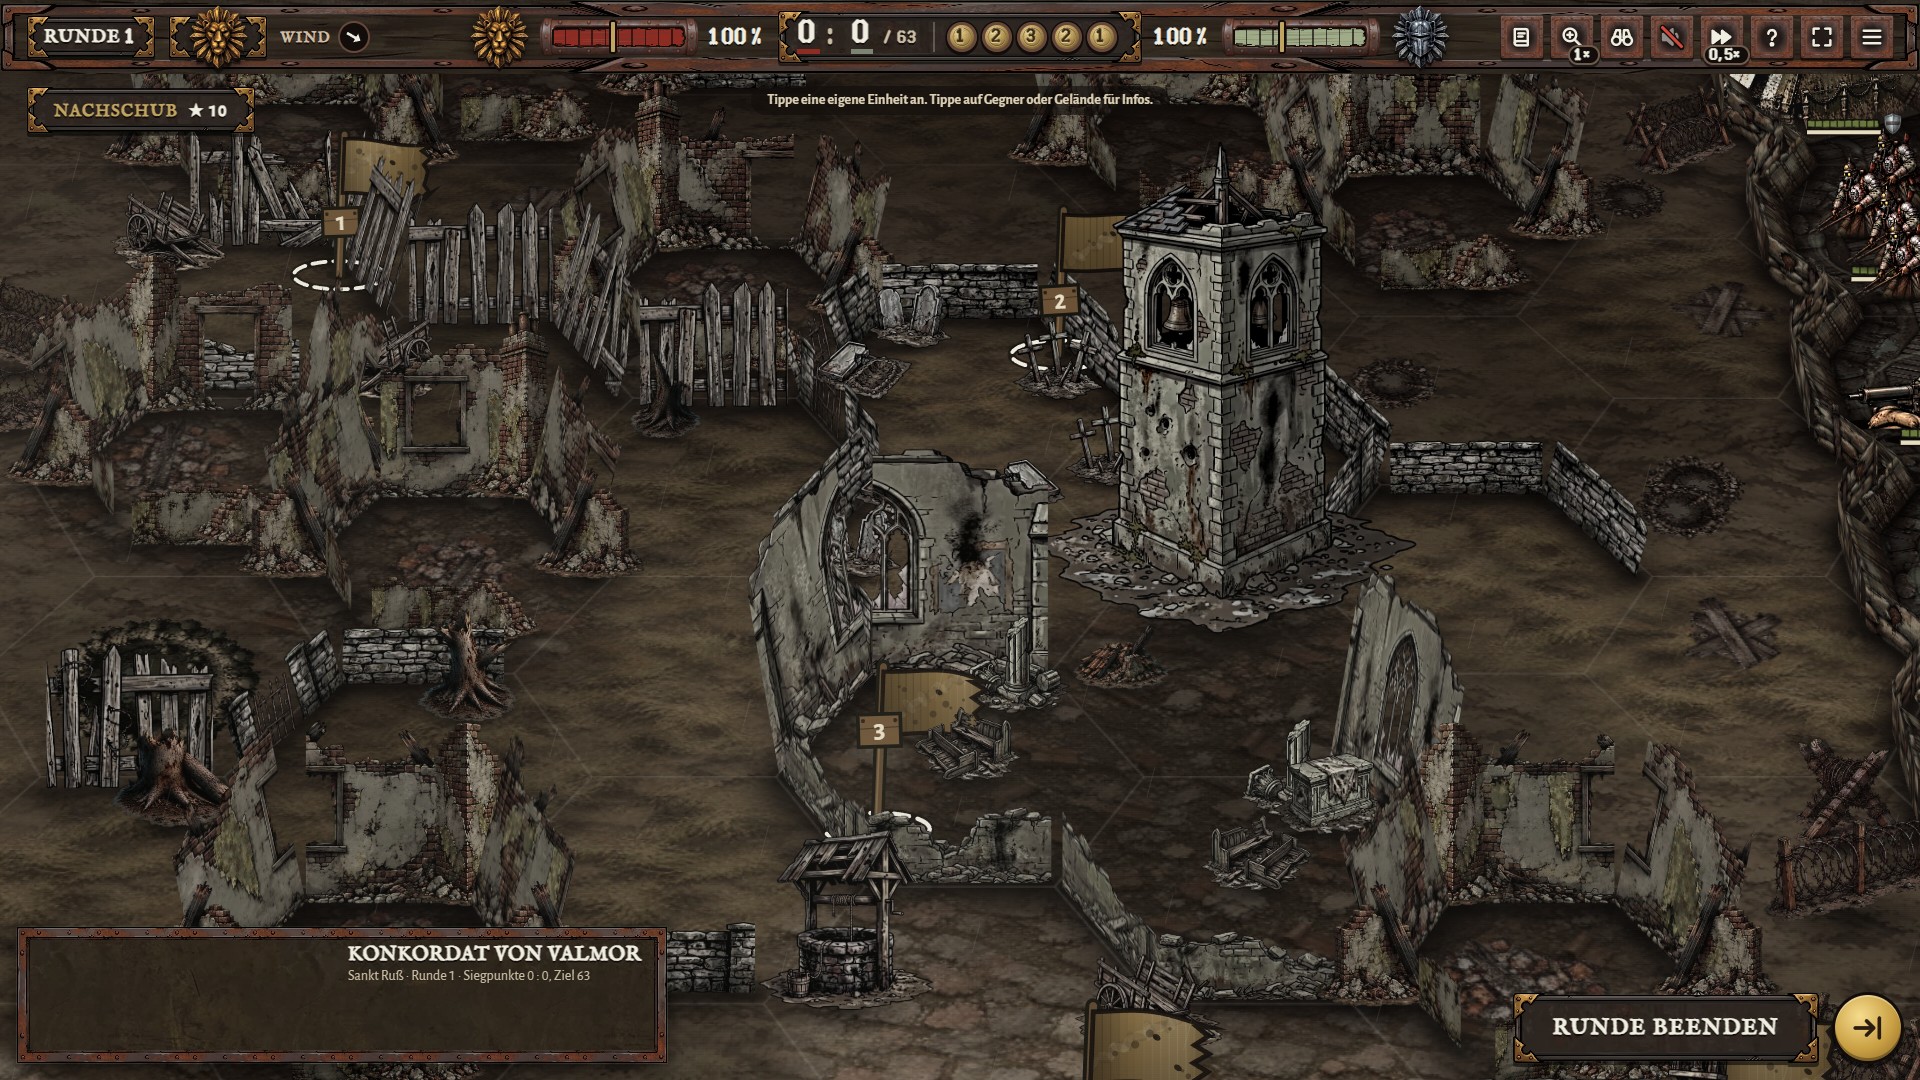 RUNDE 1
WIND
100%
0 : 0 / 63
1 2 3 2 1
100%
1x
0,5x
?
NACHSCHUB ★ 10
Tippe eine eigene Einheit an. Tippe auf Gegner oder Gelände für Infos.
1
2
3
KONKORDAT VON VALMOR
Sankt Ruß · Runde 1 · Siegpunkte 0 : 0, Ziel 63
RUNDE BEENDEN